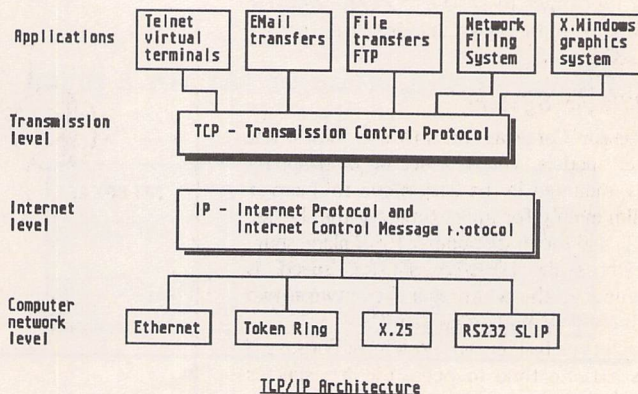 Applications
Telnet
virtual
terminals
EMail
transfers
File
transfers
FTP
Network
Filing
System
X.Windows
graphics
system
Transmission
level
TCP - Transmission Control Protocol
Internet
level
IP - Internet Protocol and
Internet Control Message Protocol
Computer
network
level
Ethernet
Token Ring
X.25
RS232 SLIP
TCP/IP Architecture